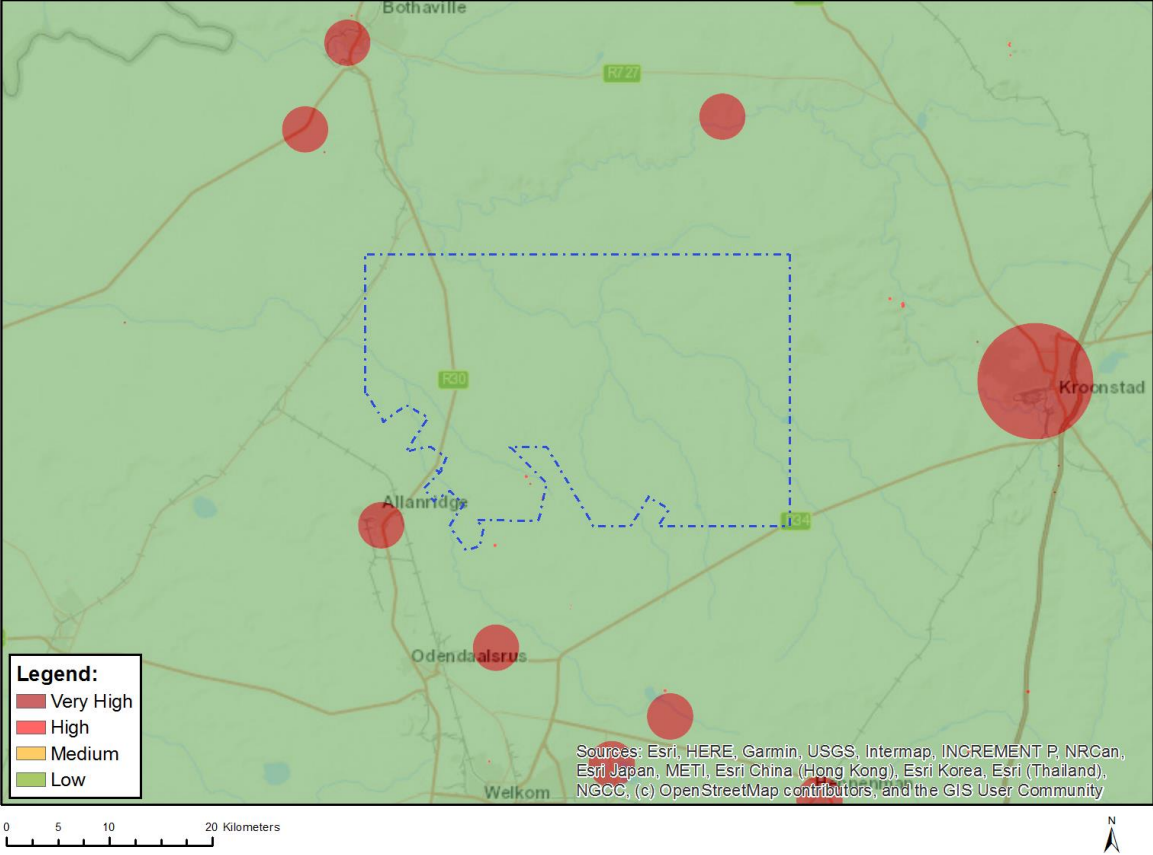 Bothaville
R727
R30
Kroonstad
Allanridge
R34
Odendaalsrus
Welkom
Legend:
Very High
High
Medium
Low
Sources: Esri, HERE, Garmin, USGS, Intermap, INCREMENT P, NRCan,
Esri Japan, METI, Esri China (Hong Kong), Esri Korea, Esri (Thailand),
NGCC, (c) OpenStreetMap contributors, and the GIS User Community
0 5 10 20 Kilometers
N